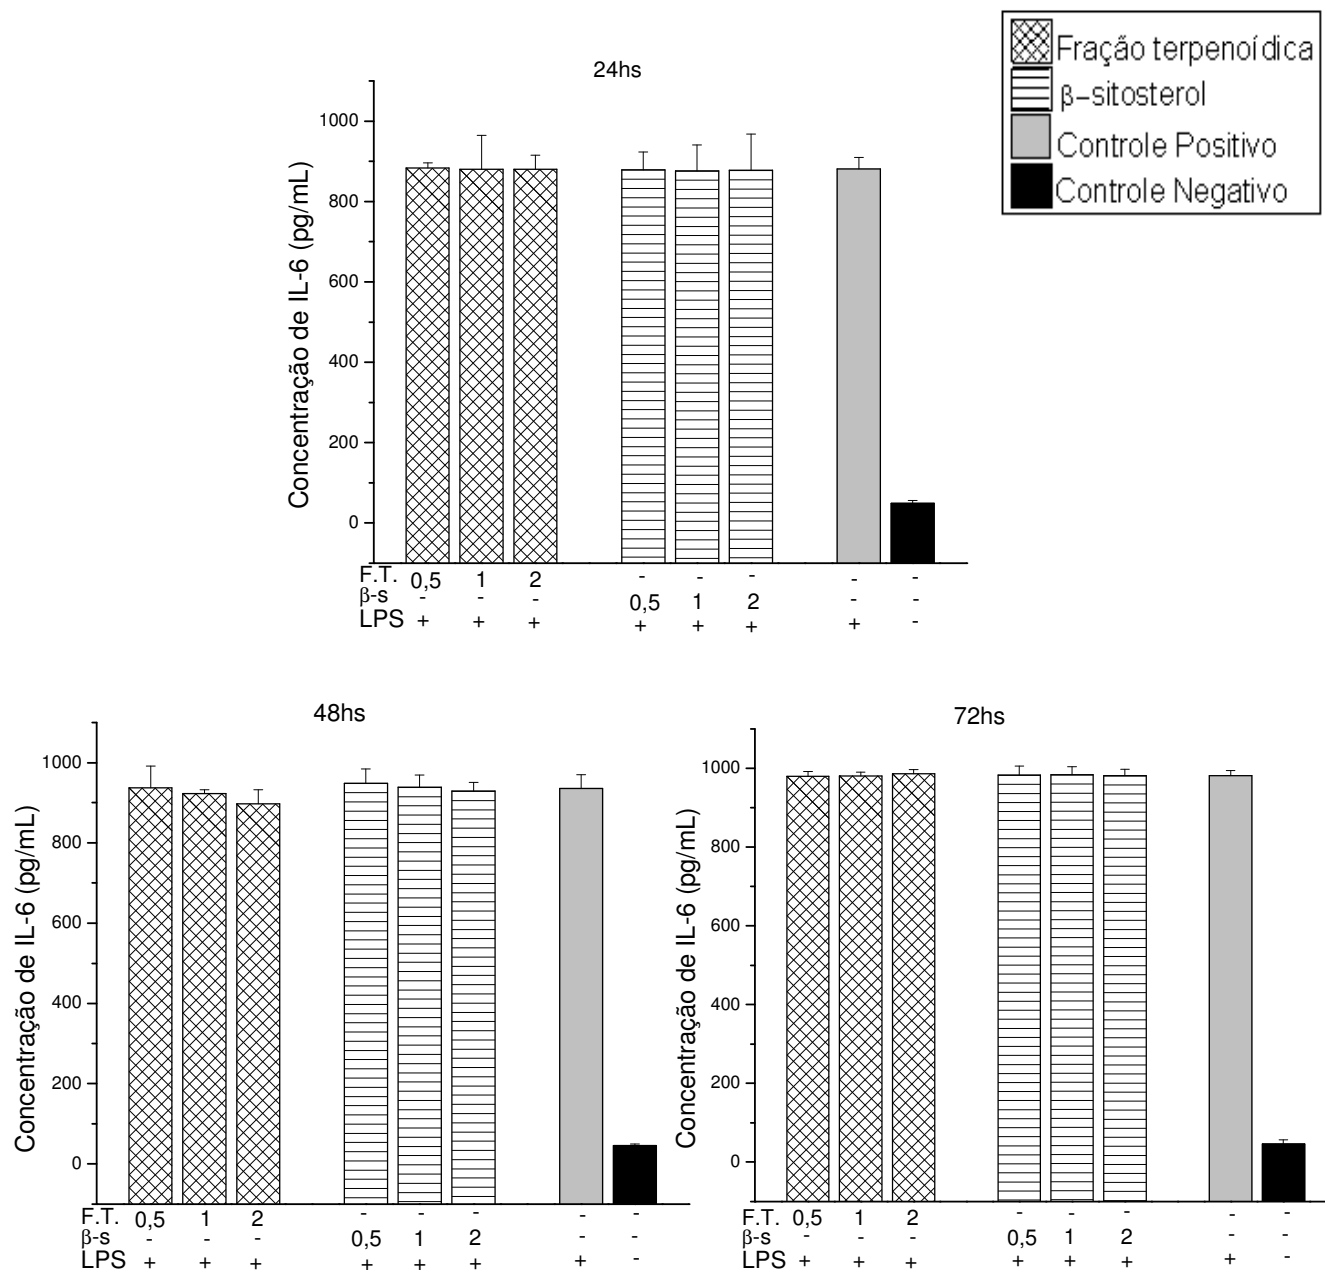 Fração terpenoídica
β-sitosterol
Controle Positivo
Controle Negativo
24hs
Concentração de IL-6 (pg/mL)
1000
800
600
400
200
0
F.T. 0,5 1 2 - - - - -
β-s - - - 0,5 1 2 - -
LPS + + + + + + + -
48hs
Concentração de IL-6 (pg/mL)
1000
800
600
400
200
0
F.T. 0,5 1 2 - - - - -
β-s - - - 0,5 1 2 - -
LPS + + + + + + + -
72hs
Concentração de IL-6 (pg/mL)
1000
800
600
400
200
0
F.T. 0,5 1 2 - - - - -
β-s - - - 0,5 1 2 - -
LPS + + + + + + + -